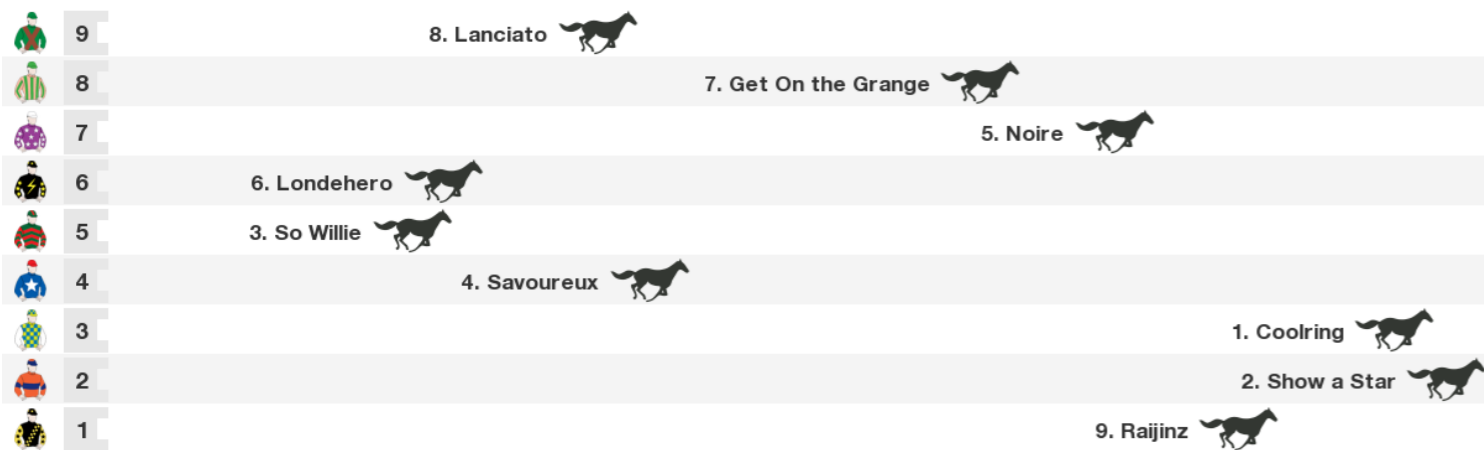 9 8. Lanciato
8 7. Get On the Grange
7 5. Noire
6 6. Londehero
5 3. So Willie
4 4. Savoureux
3 1. Coolring
2 2. Show a Star
1 9. Raijinz